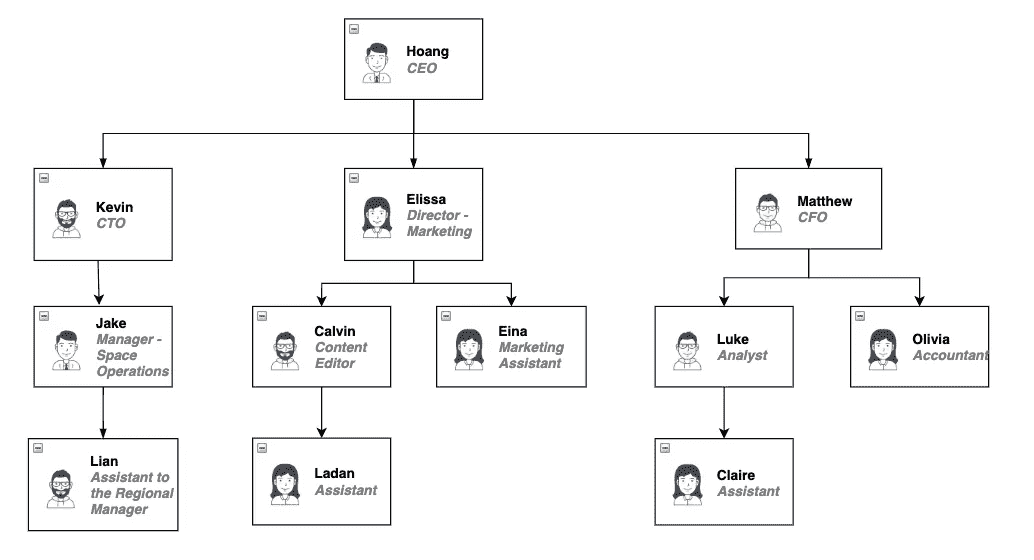 Hoang
CEO
Kevin
CTO
Elissa
Director -
Marketing
Matthew
CFO
Jake
Manager -
Space
Operations
Calvin
Content
Editor
Eina
Marketing
Assistant
Luke
Analyst
Olivia
Accountant
Lian
Assistant to
the Regional
Manager
Ladan
Assistant
Claire
Assistant